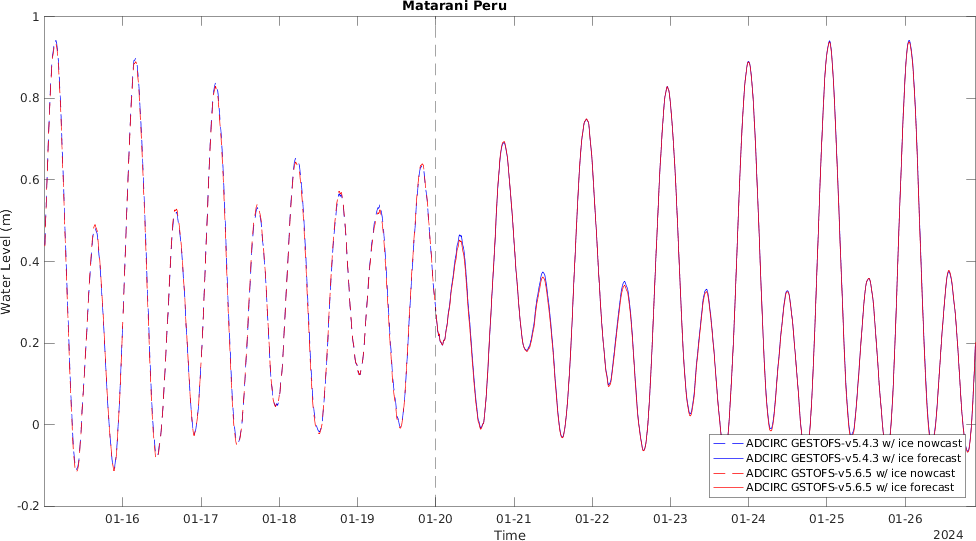 Matarani Peru
Water Level (m)
1
0.8
0.6
0.4
0.2
0
-0.2
01-16 01-17 01-18 01-19 01-20 01-21 01-22 01-23 01-24 01-25 01-26
Time
2024
ADCIRC GESTOFS-v5.4.3 w/ ice nowcast
ADCIRC GESTOFS-v5.4.3 w/ ice forecast
ADCIRC GSTOFS-v5.6.5 w/ ice nowcast
ADCIRC GSTOFS-v5.6.5 w/ ice forecast